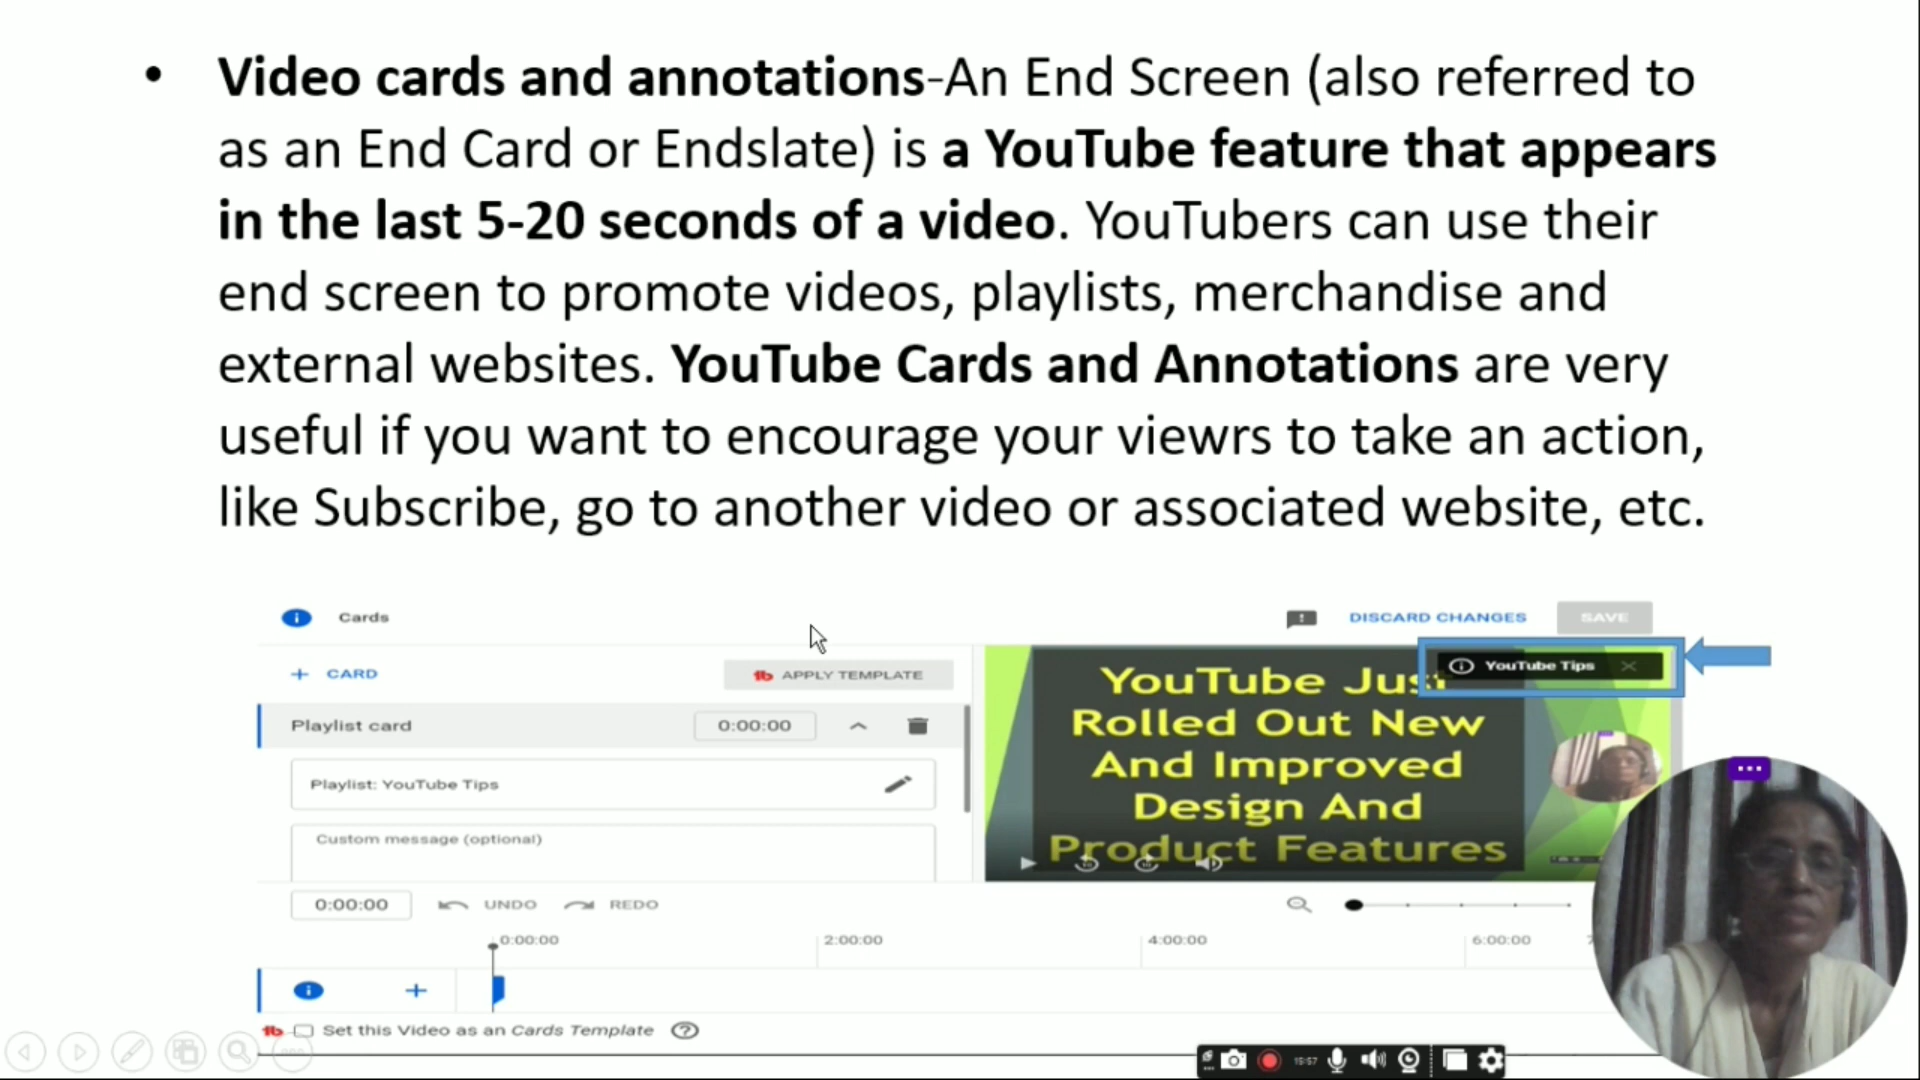 • Video cards and annotations-An End Screen (also referred to
as an End Card or Endslate) is a YouTube feature that appears
in the last 5-20 seconds of a video. YouTubers can use their
end screen to promote videos, playlists, merchandise and
external websites. YouTube Cards and Annotations are very
useful if you want to encourage your viewrs to take an action,
like Subscribe, go to another video or associated website, etc.
Cards
DISCARD CHANGES
SAVE
+ CARD
tb APPLY TEMPLATE
YouTube Tips
YouTube Just
Rolled Out New
And Improved
Design And
Product Features
Playlist card
0:00:00
Playlist: YouTube Tips
Custom message (optional)
0:00:00
UNDO
REDO
0:00:00
2:00:00
4:00:00
6:00:00
tb Set this Video as an Cards Template
15:57